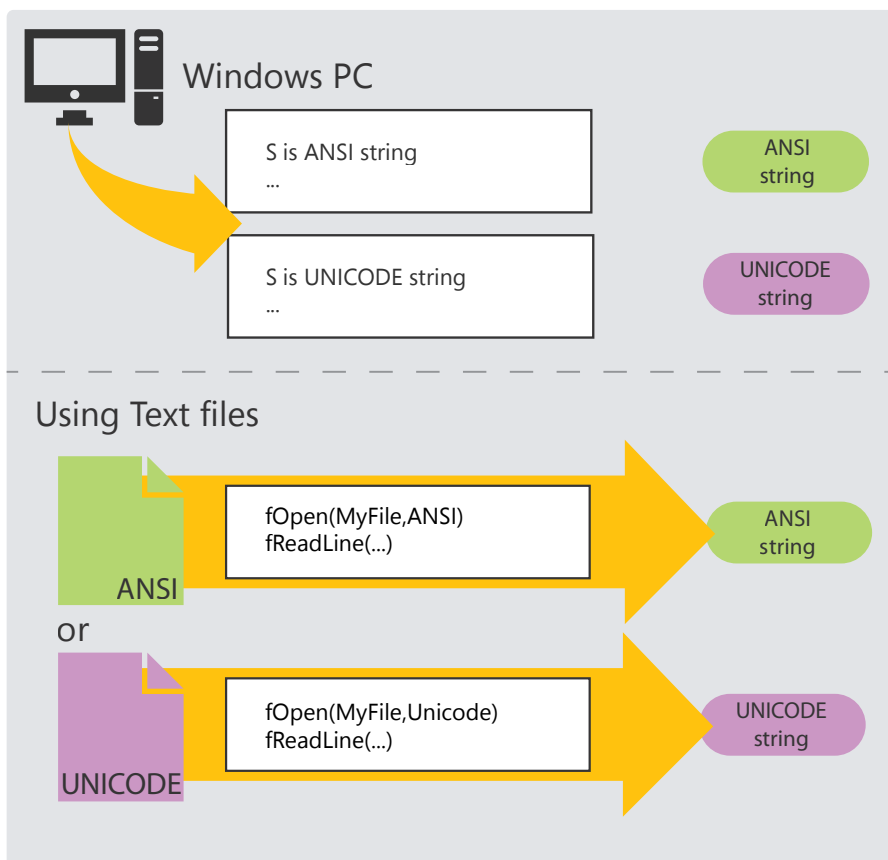 Windows PC
S is ANSI string
...
ANSI
string
S is UNICODE string
...
UNICODE
string
Using Text files
ANSI
fOpen(MyFile,ANSI)
fReadLine(...)
ANSI
string
or
UNICODE
fOpen(MyFile,Unicode)
fReadLine(...)
UNICODE
string